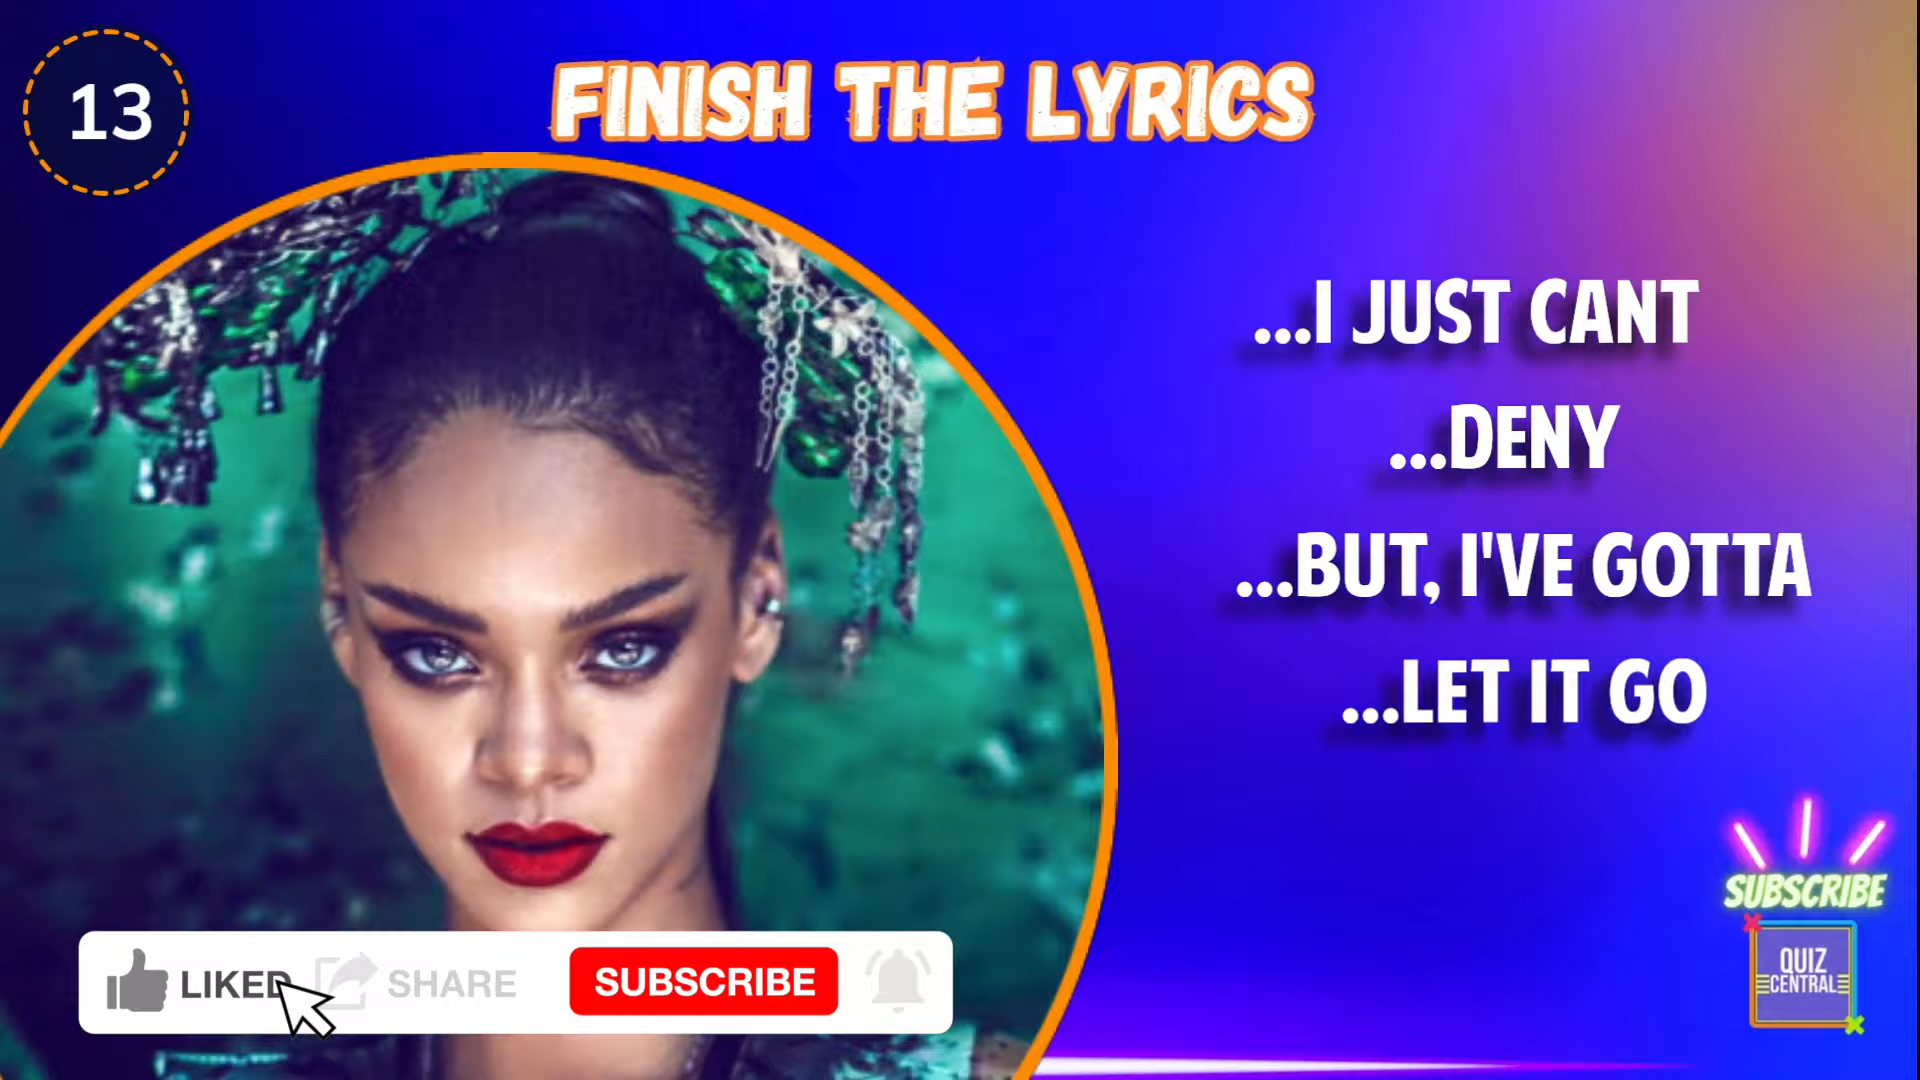 13
FINISH THE LYRICS
...I JUST CANT
...DENY
...BUT, I'VE GOTTA
...LET IT GO
SUBSCRIBE
QUIZ
CENTRAL
LIKED
SHARE
SUBSCRIBE